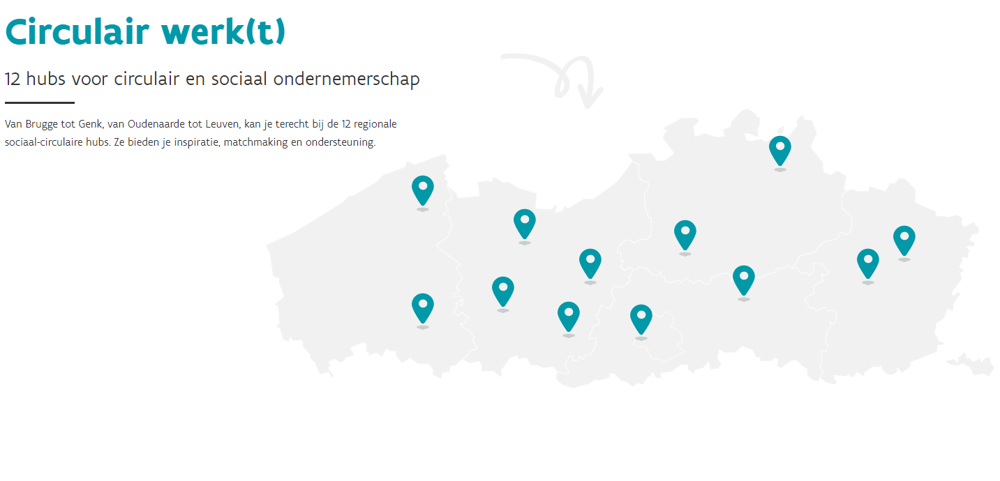 Circulair werk(t)
12 hubs voor circulair en sociaal ondernemerschap
Van Brugge tot Genk, van Oudenaarde tot Leuven, kan je terecht bij de 12 regionale
sociaal-circulaire hubs. Ze bieden je inspiratie, matchmaking en ondersteuning.